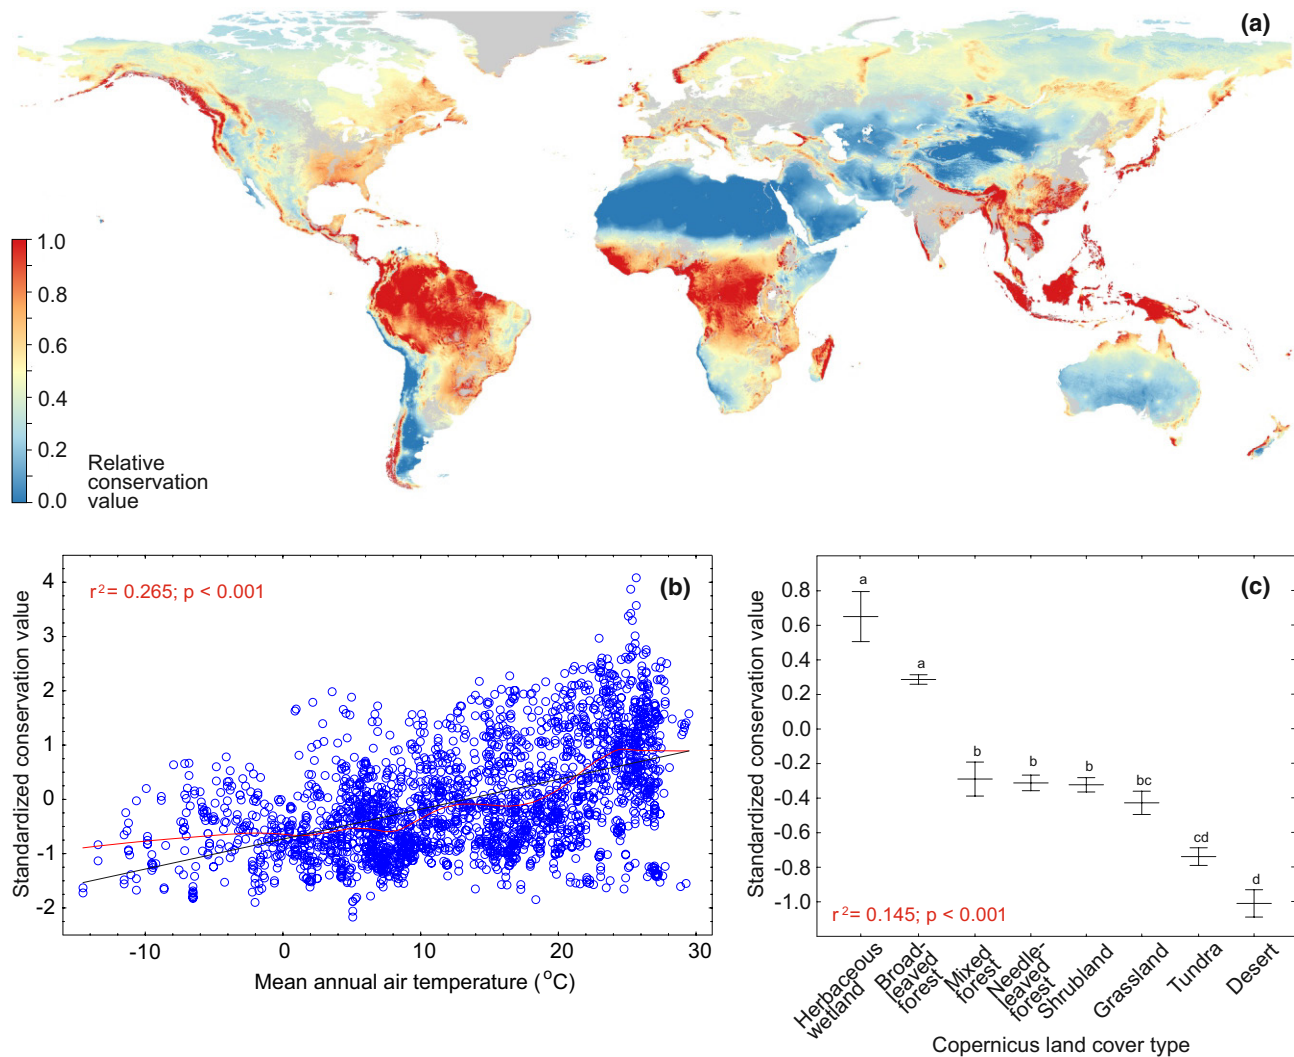 (a)
1.0
0.8
0.6
0.4
0.2
0.0
Relative
conservation
value
(b)
r²= 0.265; p < 0.001
Standardized conservation value
4
3
2
1
0
-1
-2
-10
0
10
20
30
Mean annual air temperature (°C)
(c)
r²= 0.145; p < 0.001
Standardized conservation value
0.8
0.6
0.4
0.2
0.0
-0.2
-0.4
-0.6
-0.8
-1.0
a
a
b
b
b
bc
cd
d
Herbaceous
wetland
Broad-
leaved
forest
Mixed
forest
Needle-
leaved
forest
Shrubland
Grassland
Tundra
Desert
Copernicus land cover type